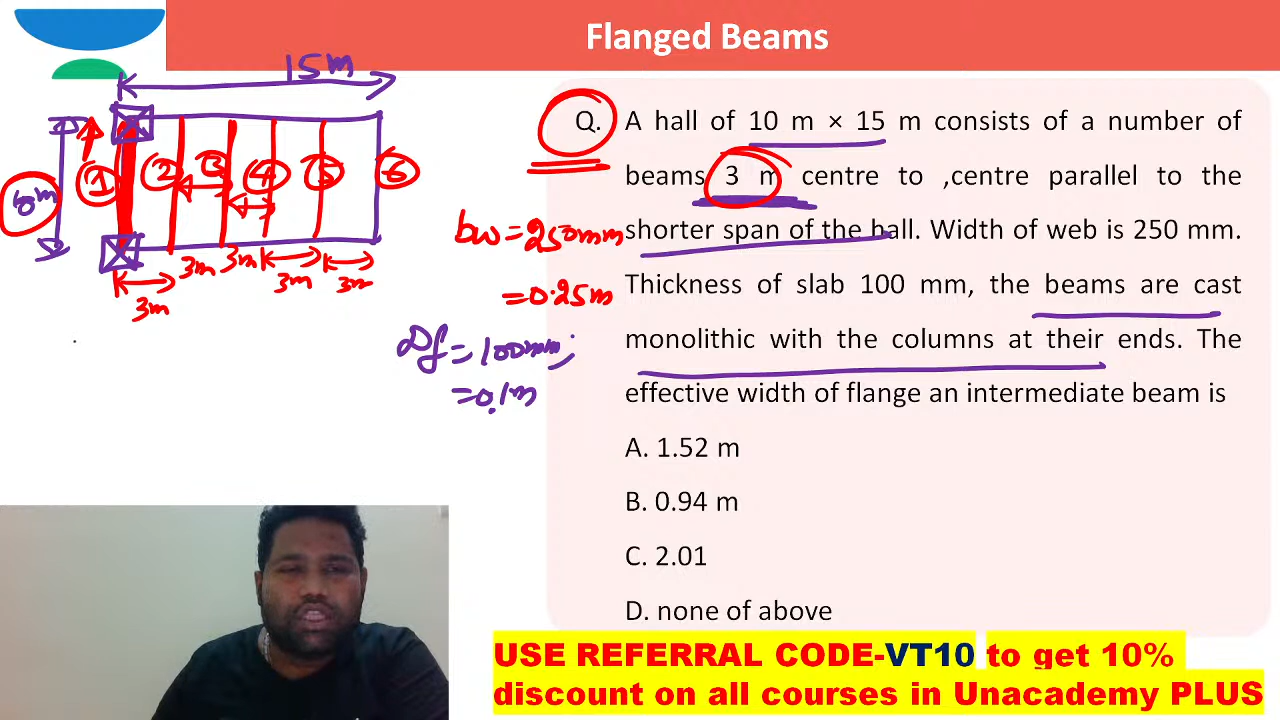 Flanged Beams
15 m
Q. A hall of 10 m × 15 m consists of a number of
beams 3 m centre to ,centre parallel to the
shorter span of the hall. Width of web is 250 mm.
Thickness of slab 100 mm, the beams are cast
monolithic with the columns at their ends. The
effective width of flange an intermediate beam is
A. 1.52 m
B. 0.94 m
C. 2.01
D. none of above
1 2 3 4 5 6
3m 3m 3m 3m 3m
bw = 250mm
= 0.25m
Df = 100mm;
= 0.1m
USE REFERRAL CODE-VT10 to get 10%
discount on all courses in Unacademy PLUS